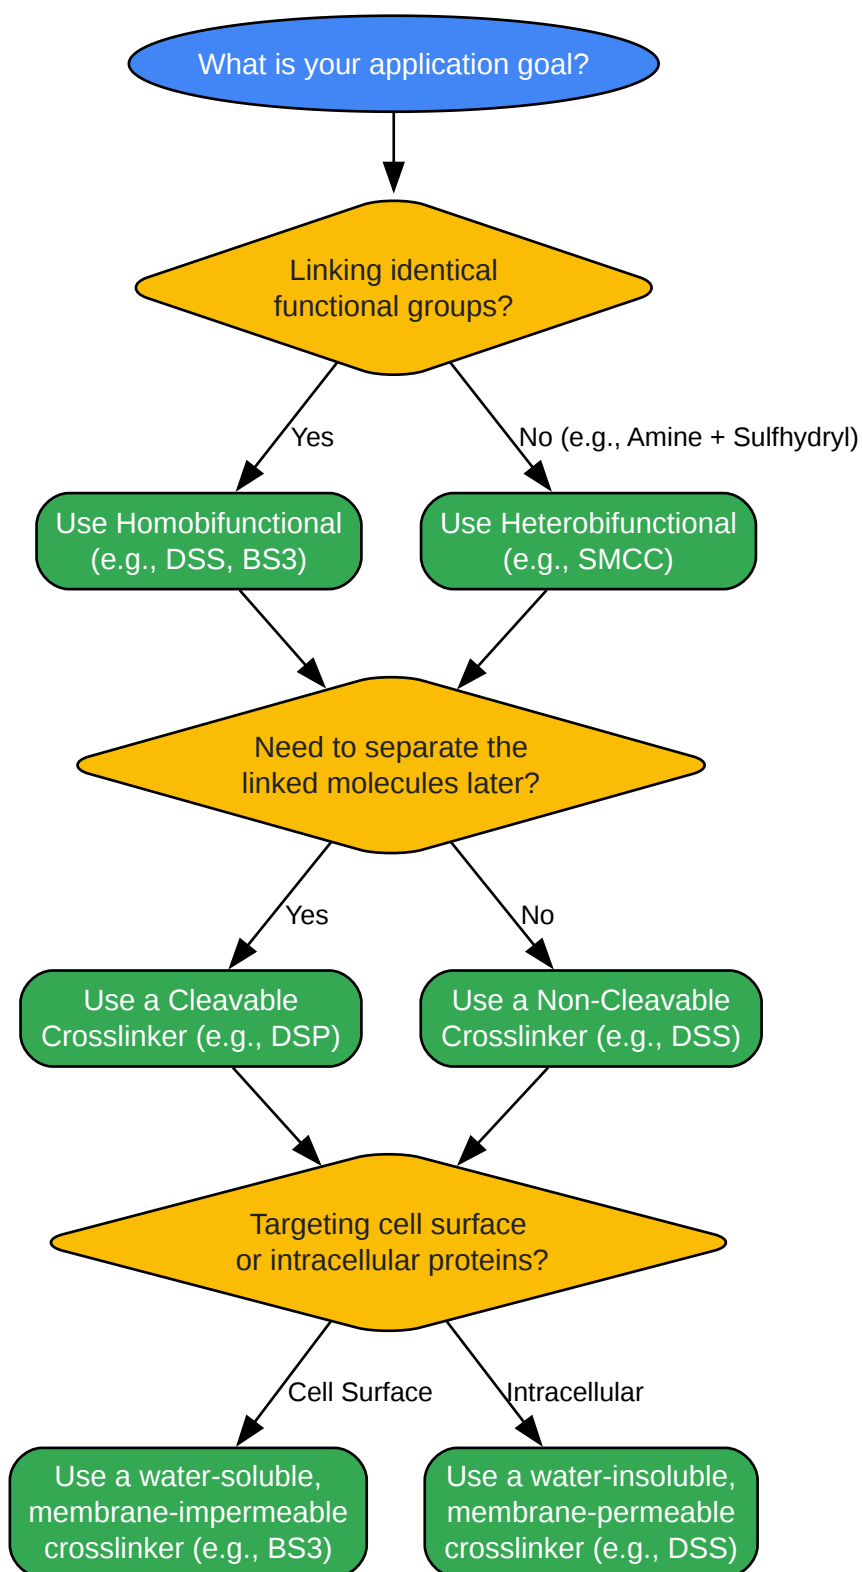 What is your application goal?
Linking identical
functional groups?
Yes
No (e.g., Amine + Sulfhydryl)
Use Homobifunctional
(e.g., DSS, BS3)
Use Heterobifunctional
(e.g., SMCC)
Need to separate the
linked molecules later?
Yes
No
Use a Cleavable
Crosslinker (e.g., DSP)
Use a Non-Cleavable
Crosslinker (e.g., DSS)
Targeting cell surface
or intracellular proteins?
Cell Surface
Intracellular
Use a water-soluble,
membrane-impermeable
crosslinker (e.g., BS3)
Use a water-insoluble,
membrane-permeable
crosslinker (e.g., DSS)